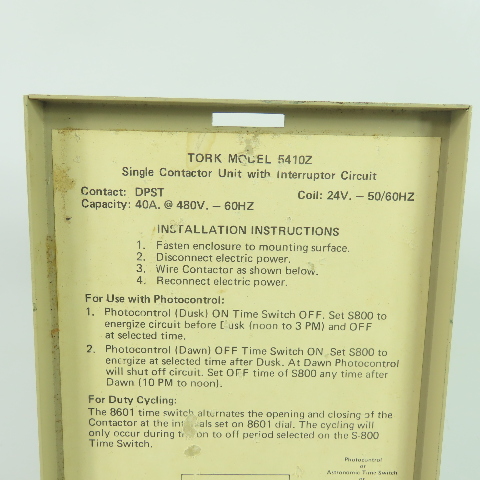 TORK MODEL 5410Z
Single Contactor Unit with Interruptor Circuit
Contact: DPST Coil: 24V. – 50/60HZ
Capacity: 40A. @ 480V. – 60HZ
INSTALLATION INSTRUCTIONS
1. Fasten enclosure to mounting surface.
2. Disconnect electric power.
3. Wire Contactor as shown below.
4. Reconnect electric power.
For Use with Photocontrol:
1. Photocontrol (Dusk) ON Time Switch OFF. Set S800 to
energize circuit before Dusk (noon to 3 PM) and OFF
at selected time.
2. Photocontrol (Dawn) OFF Time Switch ON. Set S800 to
energize at selected time after Dusk. At Dawn Photocontrol
will shut off circuit. Set OFF time of S800 any time after
Dawn (10 PM to noon).
For Duty Cycling:
The 8601 time switch alternates the opening and closing of the
Contactor at the intervals set on 8601 dial. The cycling will
only occur during on to off period selected on the S-800
Time Switch.
Photocontrol
or
Astronomic Time Switch
or